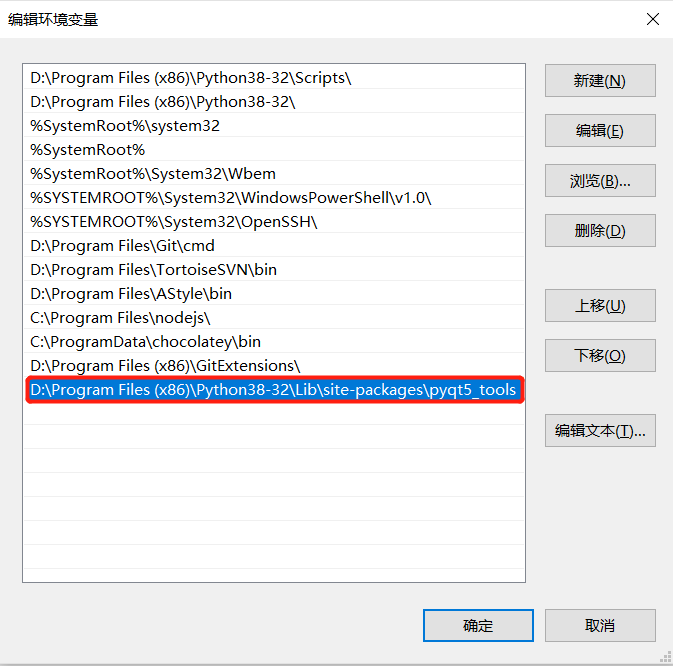 编辑环境变量
D:\Program Files (x86)\Python38-32\Scripts\
D:\Program Files (x86)\Python38-32\
%SystemRoot%\system32
%SystemRoot%
%SystemRoot%\System32\Wbem
%SYSTEMROOT%\System32\WindowsPowerShell\v1.0\
%SYSTEMROOT%\System32\OpenSSH\
D:\Program Files\Git\cmd
D:\Program Files\TortoiseSVN\bin
D:\Program Files\AStyle\bin
C:\Program Files\nodejs\
C:\ProgramData\chocolatey\bin
D:\Program Files (x86)\GitExtensions\
D:\Program Files (x86)\Python38-32\Lib\site-packages\pyqt5_tools
新建(N)
编辑(E)
浏览(B)...
删除(D)
上移(U)
下移(O)
编辑文本(T)...
确定
取消